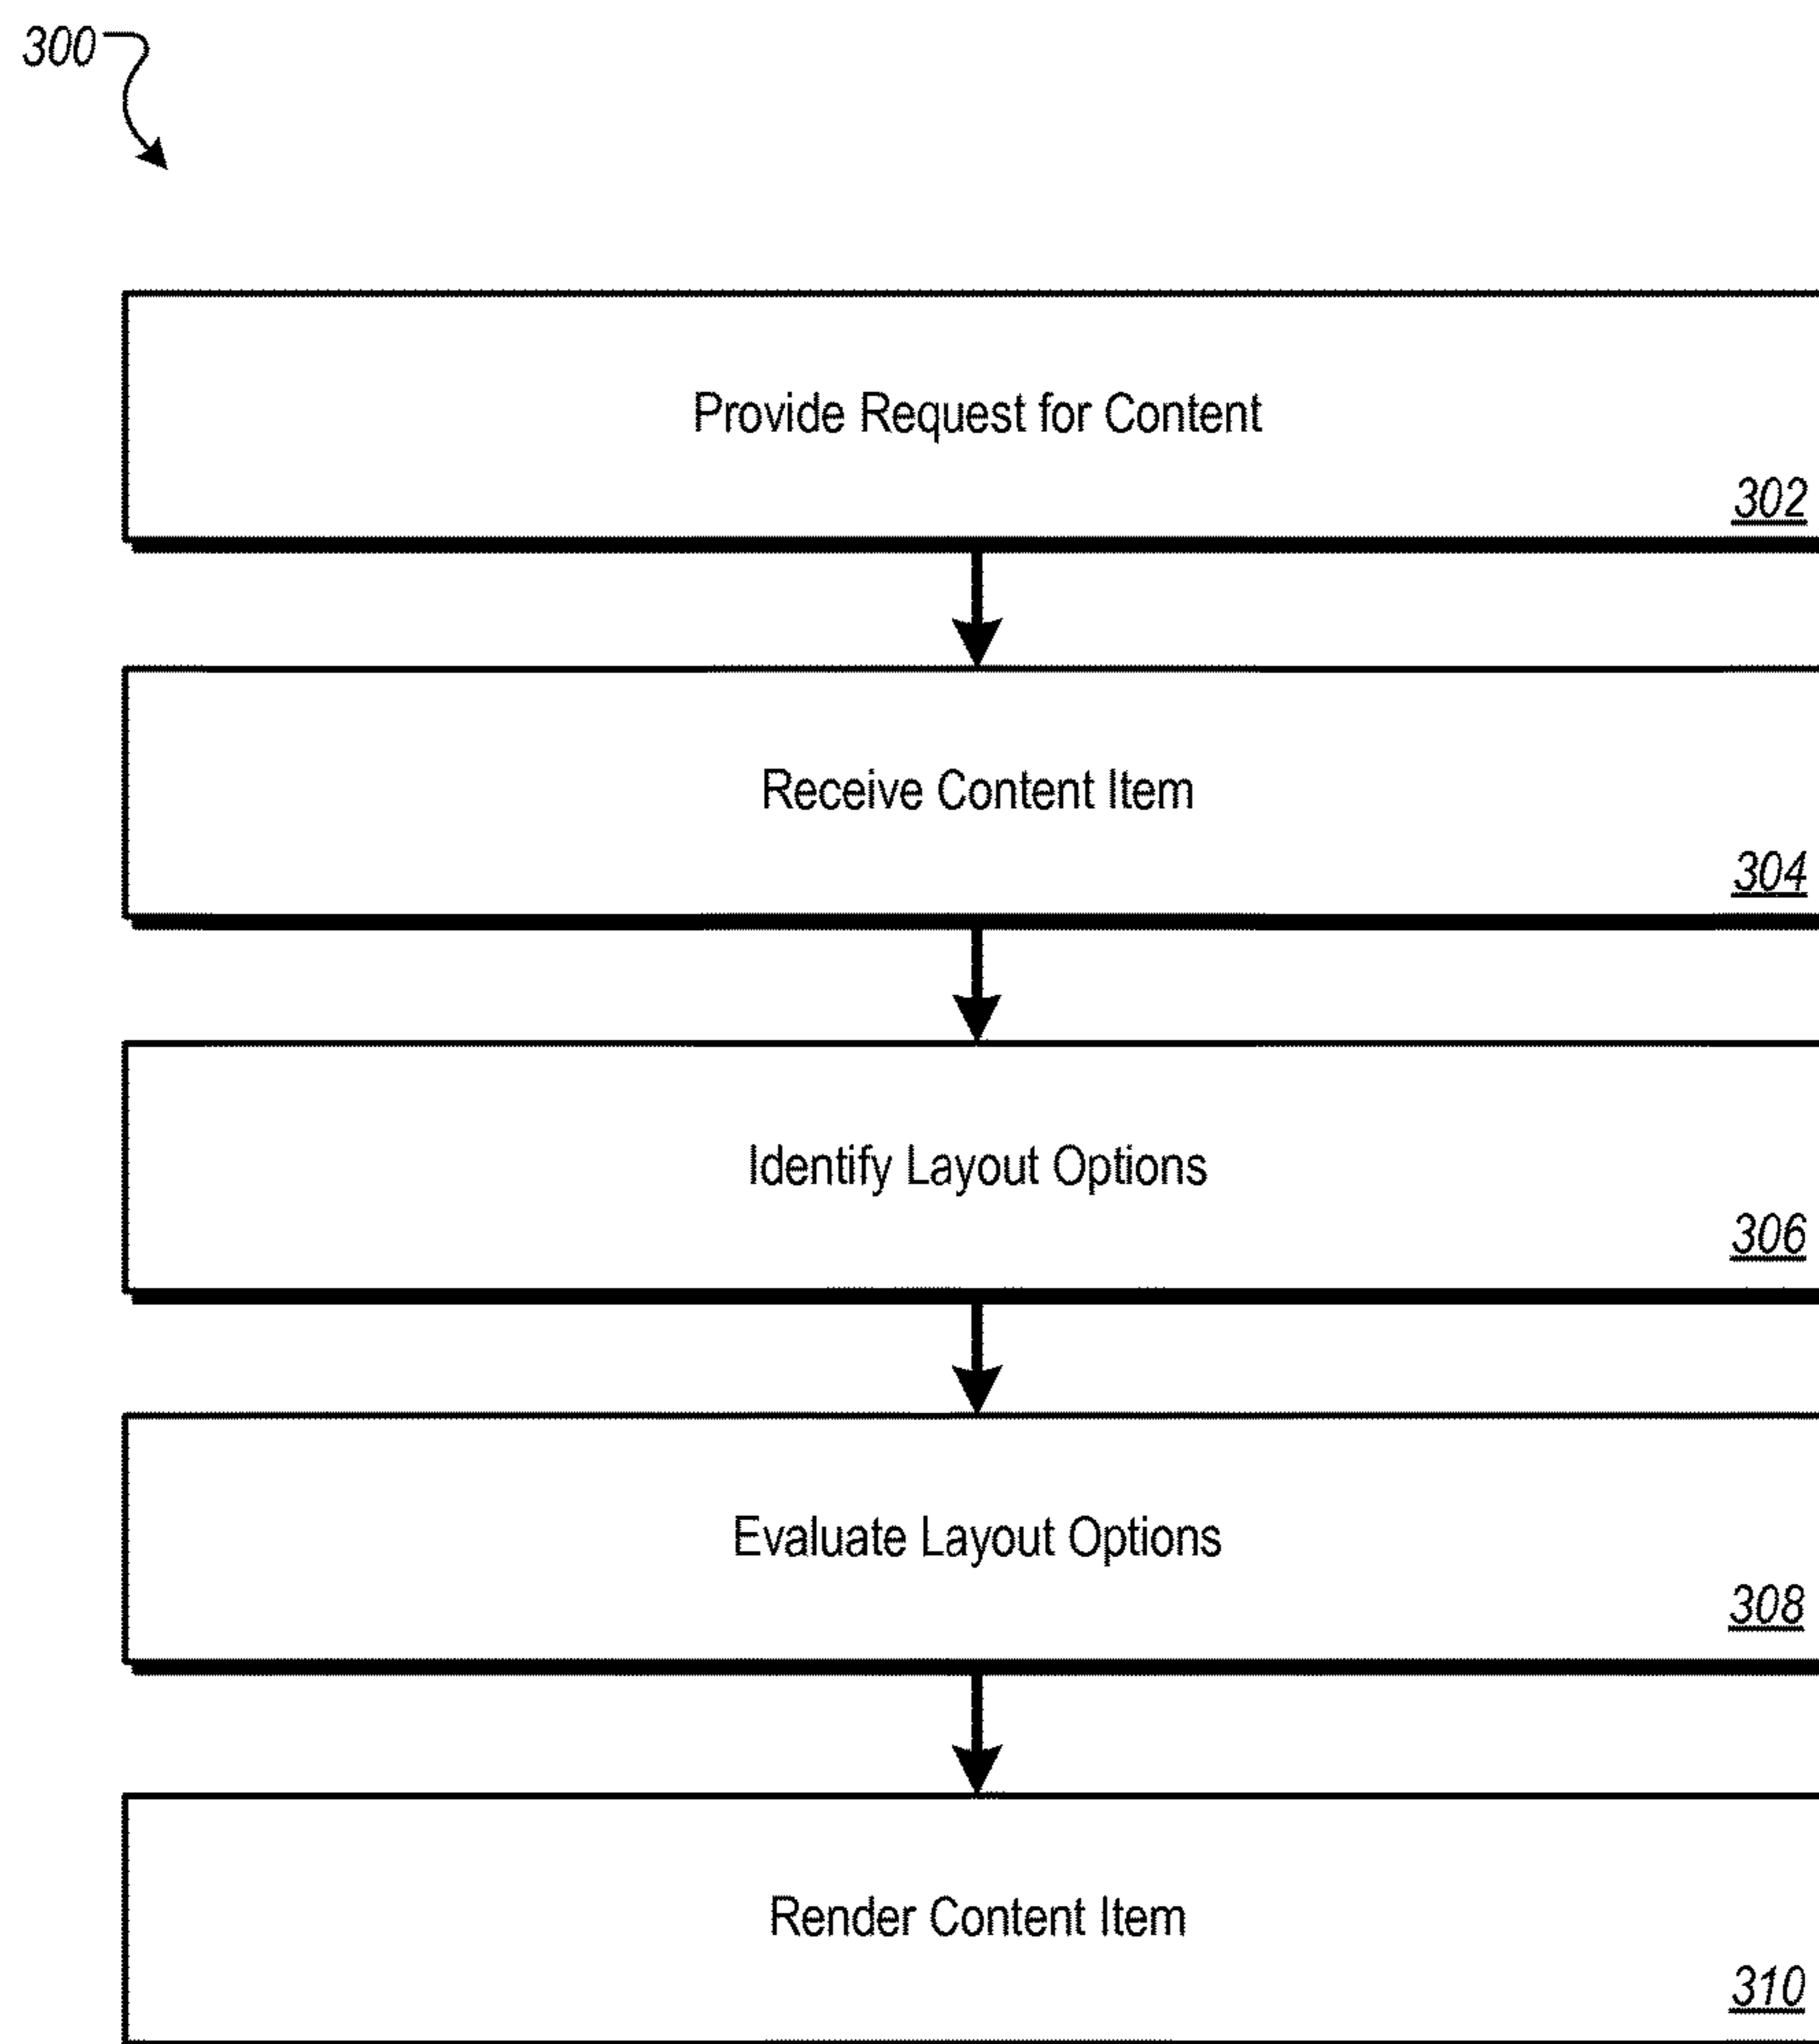 300
Provide Request for Content
302
Receive Content Item
304
Identify Layout Options
306
Evaluate Layout Options
308
Render Content Item
310